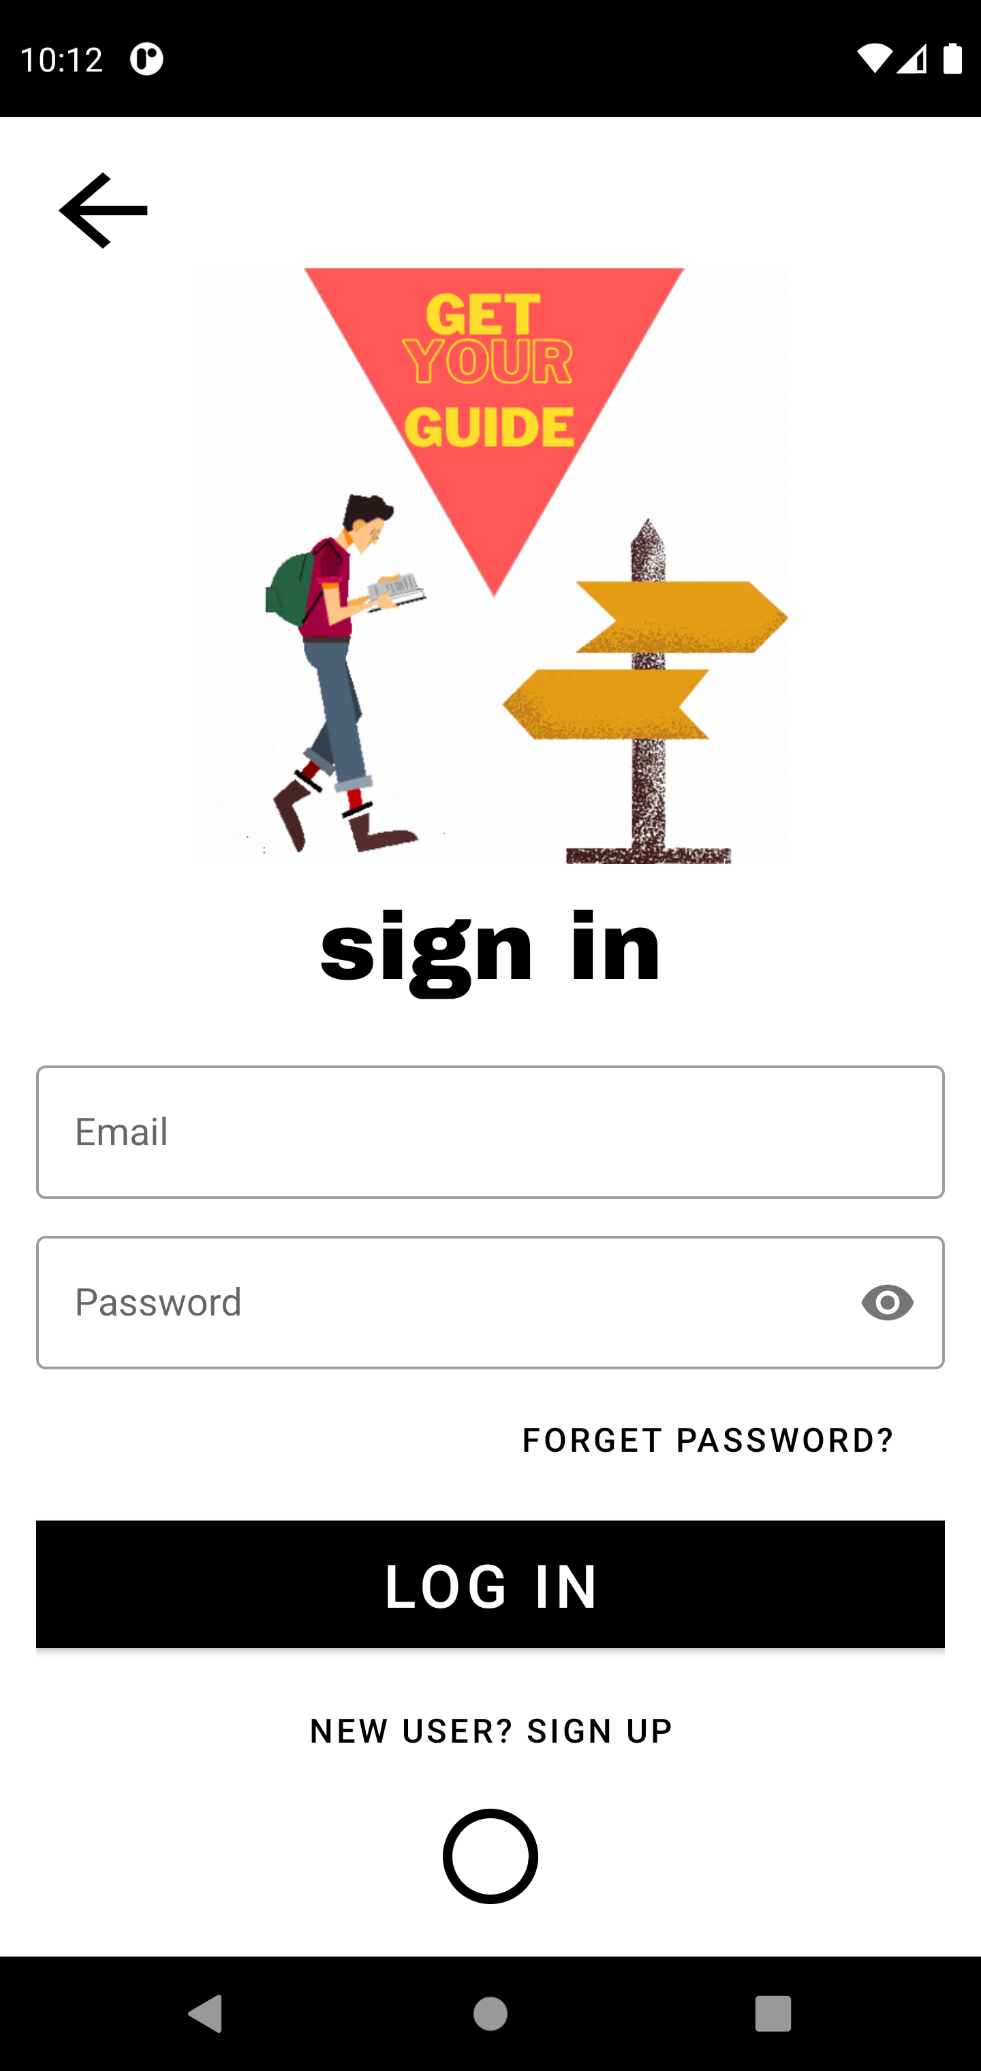 10:12
GET
YOUR
GUIDE
sign in
Email
Password
FORGET PASSWORD?
LOG IN
NEW USER? SIGN UP